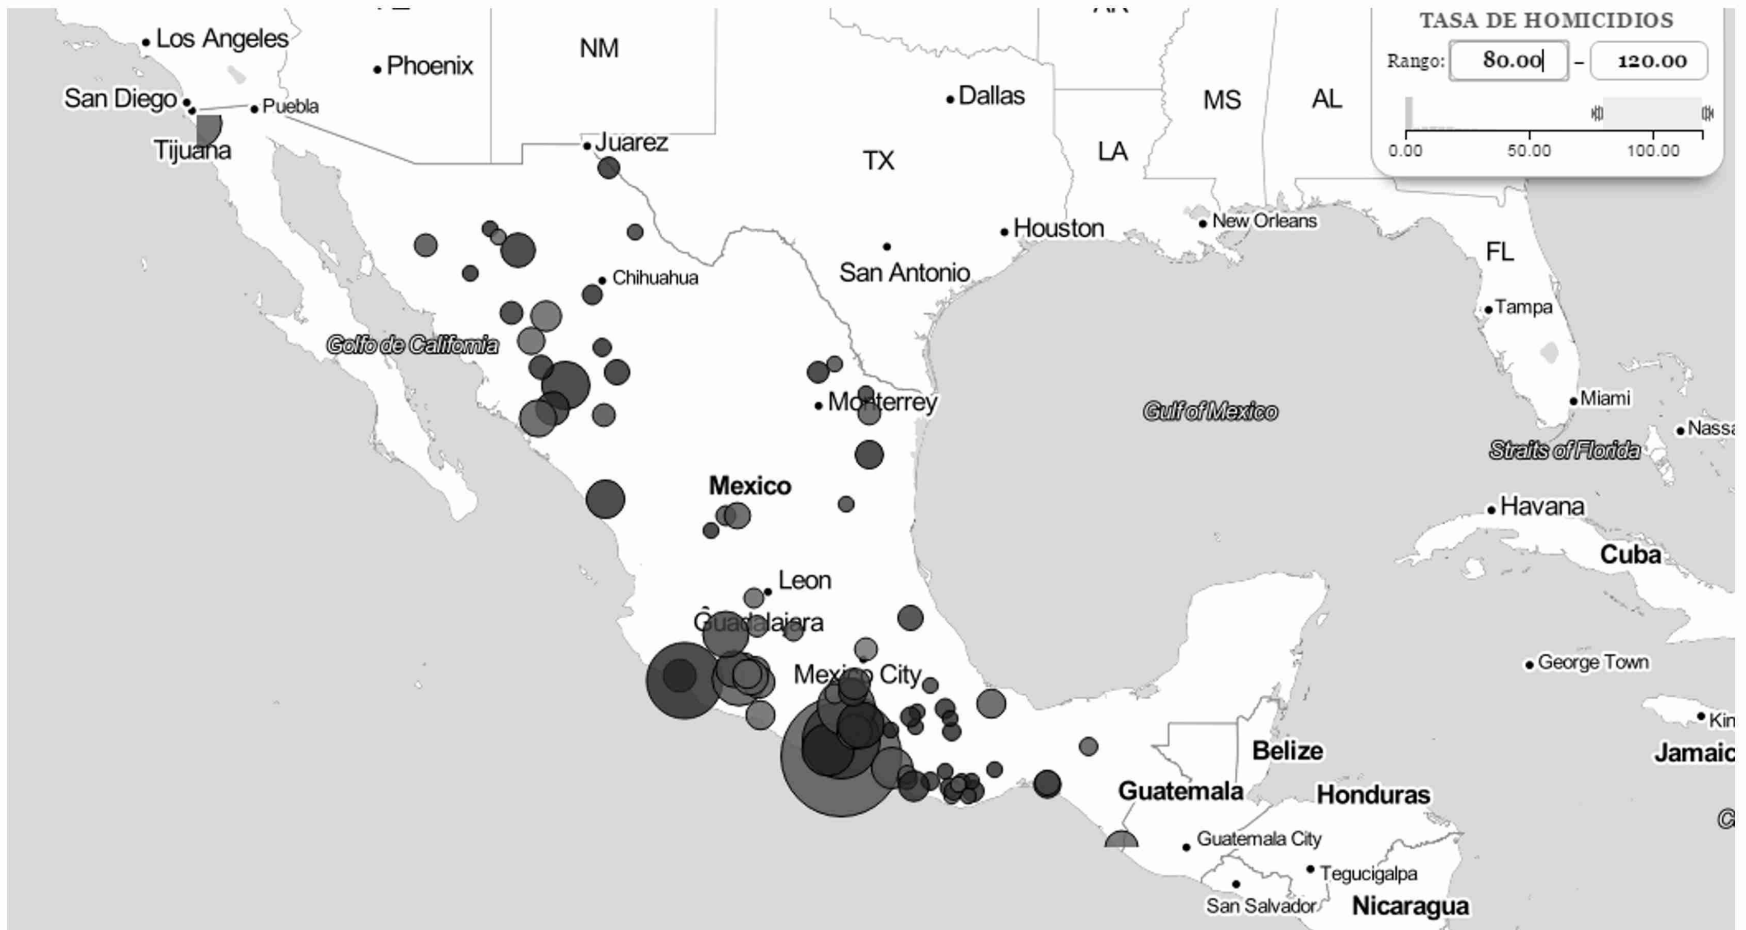 TASA DE HOMICIDIOS
Rango: 80.00 – 120.00
0.00 50.00 100.00
Los Angeles
Phoenix
NM
San Diego
Puebla
Tijuana
Juarez
Dallas
MS
AL
TX
LA
Houston
New Orleans
San Antonio
FL
Chihuahua
Tampa
Golfo de California
Monterrey
Gulf of Mexico
Miami
Straits of Florida
Mexico
Havana
Cuba
Leon
Guadalajara
Mexico City
George Town
Belize
Guatemala
Honduras
Guatemala City
Tegucigalpa
San Salvador
Nicaragua